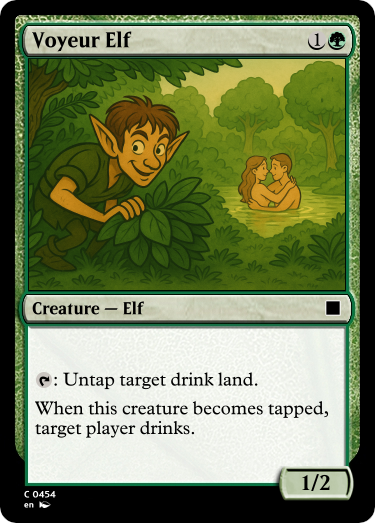 Voyeur Elf 1
Creature — Elf
: Untap target drink land.
When this creature becomes tapped,
target player drinks.
1/2
C 0454
en